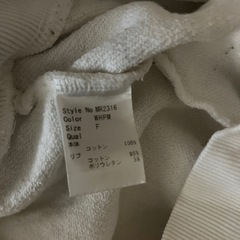 Style No MR2316
Color WHPM
Size F
Qual
本体
コットン 100%
リブ
コットン 95%
ポリウレタン 5%